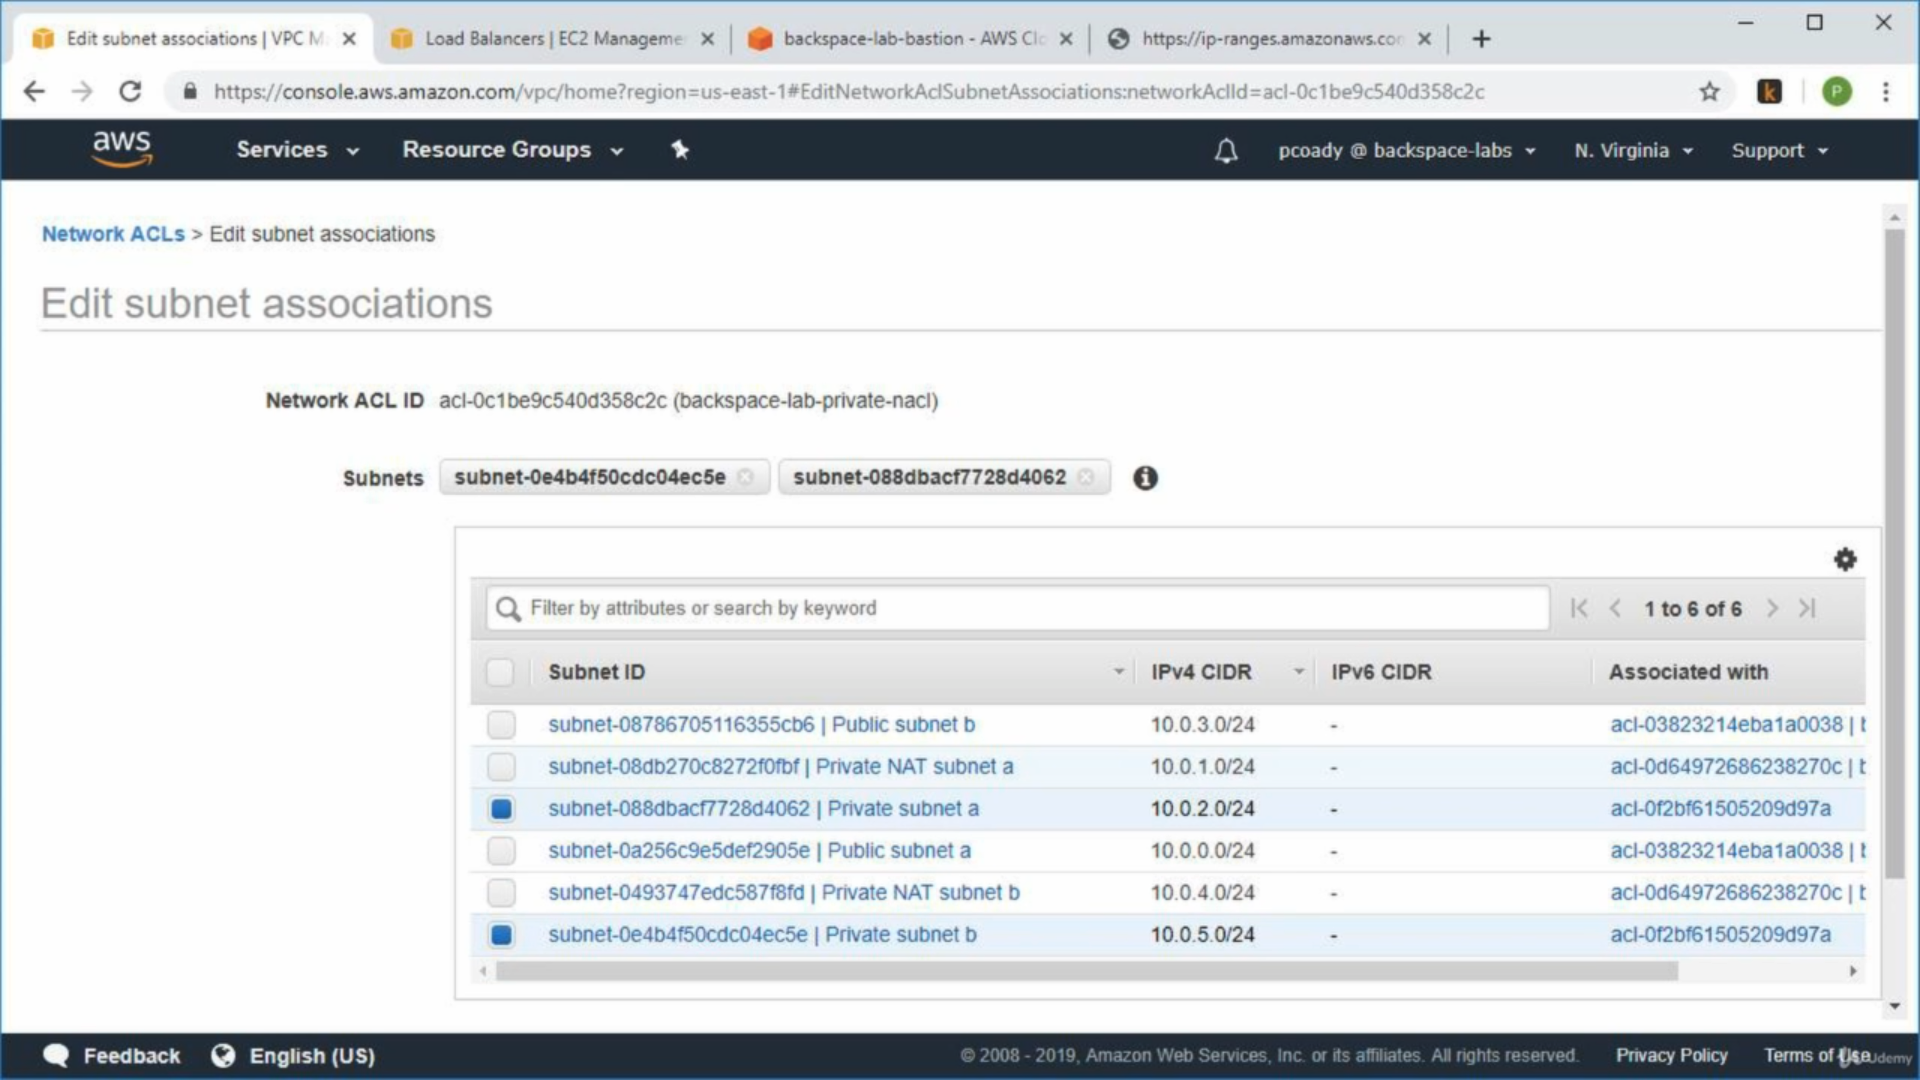 Edit subnet associations | VPC M
Load Balancers | EC2 Manageme
backspace-lab-bastion - AWS Clo
https://ip-ranges.amazonaws.com
https://console.aws.amazon.com/vpc/home?region=us-east-1#EditNetworkAclSubnetAssociations:networkAclId=acl-0c1be9c540d358c2c
k
P
aws
Services
Resource Groups
pcoady @ backspace-labs
N. Virginia
Support
Network ACLs > Edit subnet associations
Edit subnet associations
Network ACL ID acl-0c1be9c540d358c2c (backspace-lab-private-nacl)
Subnets subnet-0e4b4f50cdc04ec5e subnet-088dbacf7728d4062
Filter by attributes or search by keyword
1 to 6 of 6
Subnet ID IPv4 CIDR IPv6 CIDR Associated with
subnet-08786705116355cb6 | Public subnet b 10.0.3.0/24 - acl-03823214eba1a0038 | b
subnet-08db270c8272f0fbf | Private NAT subnet a 10.0.1.0/24 - acl-0d64972686238270c | b
subnet-088dbacf7728d4062 | Private subnet a 10.0.2.0/24 - acl-0f2bf61505209d97a
subnet-0a256c9e5def2905e | Public subnet a 10.0.0.0/24 - acl-03823214eba1a0038 | b
subnet-0493747edc587f8fd | Private NAT subnet b 10.0.4.0/24 - acl-0d64972686238270c | b
subnet-0e4b4f50cdc04ec5e | Private subnet b 10.0.5.0/24 - acl-0f2bf61505209d97a
Feedback
English (US)
© 2008 - 2019, Amazon Web Services, Inc. or its affiliates. All rights reserved.
Privacy Policy
Terms of Use
Udemy